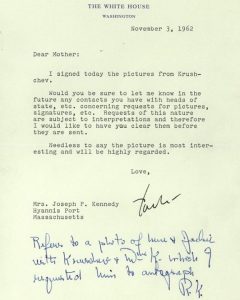 THE WHITE HOUSE
WASHINGTON
November 3, 1962
Dear Mother:
I signed today the pictures from Krush-
chev.
Would you be sure to let me know in the
future any contacts you have with heads of
state, etc. concerning requests for pictures,
signatures, etc. Requests of this nature
are subject to interpretations and therefore
I would like to have you clear them before
they are sent.
Needless to say the picture is most inter-
esting and will be highly regarded.
Love,
Mrs. Joseph P. Kennedy
Hyannis Port
Massachusetts
Refers to a photo of me & Jackie
with Kruschev & Mrs K which I
requested him to autograph
R.K.